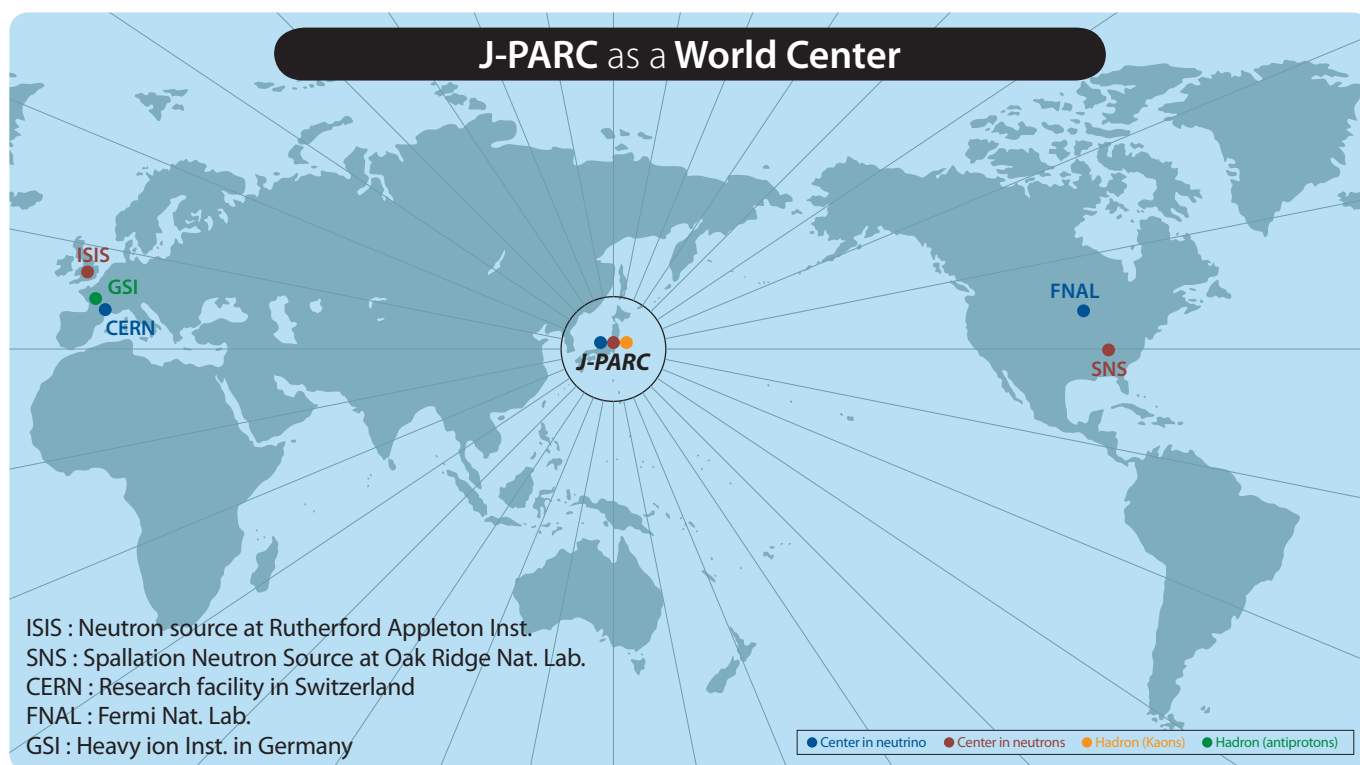 J-PARC as a World Center
ISIS
GSI
CERN
J-PARC
FNAL
SNS
ISIS : Neutron source at Rutherford Appleton Inst.
SNS : Spallation Neutron Source at Oak Ridge Nat. Lab.
CERN : Research facility in Switzerland
FNAL : Fermi Nat. Lab.
GSI : Heavy ion Inst. in Germany
Center in neutrino Center in neutrons Hadron (Kaons) Hadron (antiprotons)